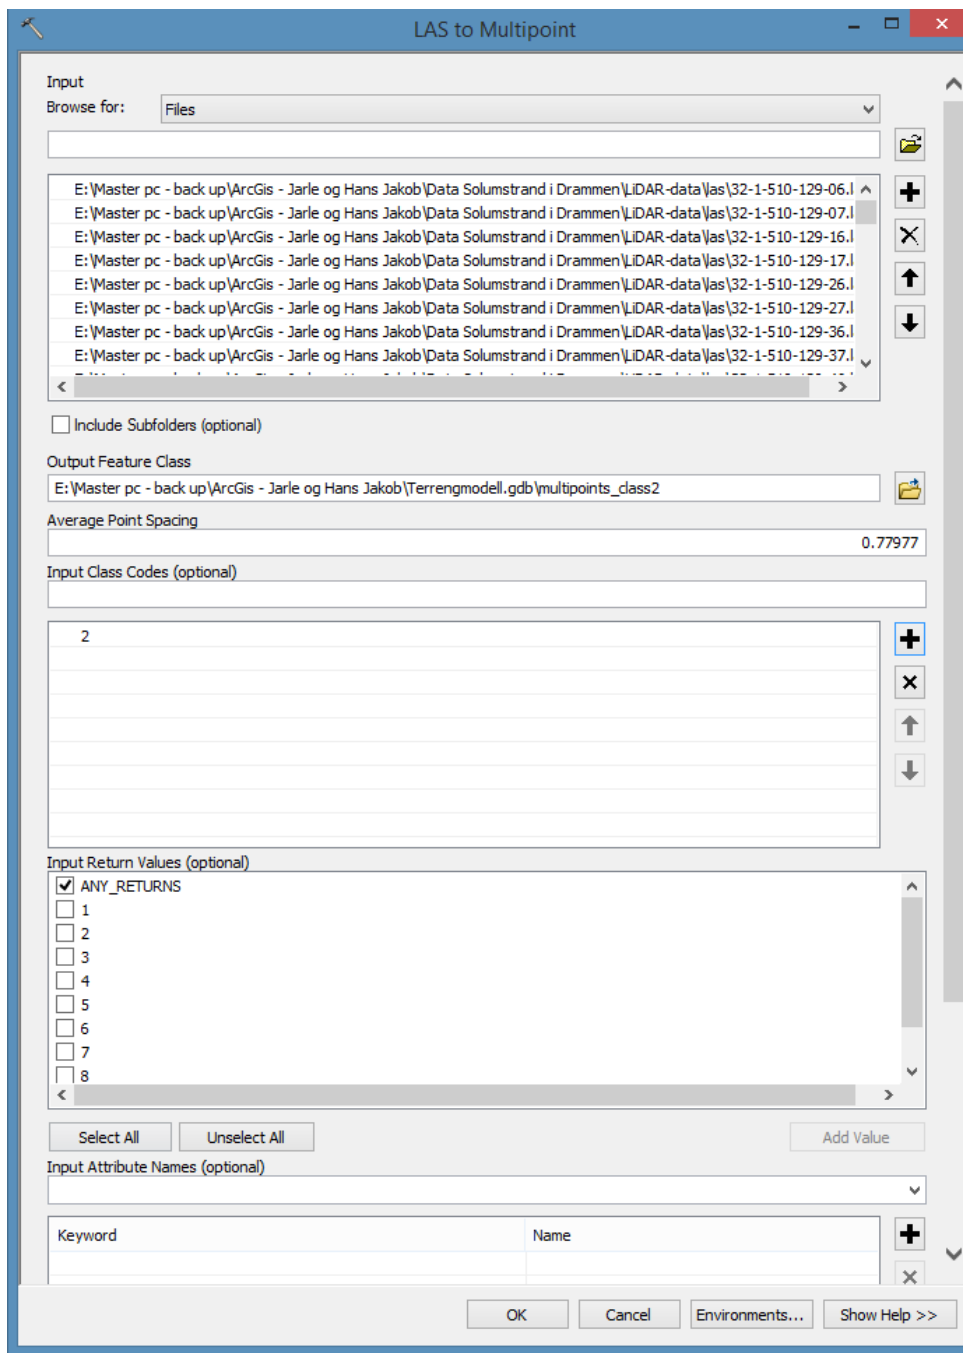 LAS to Multipoint
Input
Browse for: Files
E:\Master pc - back up\ArcGis - Jarle og Hans Jakob\Data Solumstrand i Drammen\LiDAR-data\las\32-1-510-129-06.l
E:\Master pc - back up\ArcGis - Jarle og Hans Jakob\Data Solumstrand i Drammen\LiDAR-data\las\32-1-510-129-07.l
E:\Master pc - back up\ArcGis - Jarle og Hans Jakob\Data Solumstrand i Drammen\LiDAR-data\las\32-1-510-129-16.l
E:\Master pc - back up\ArcGis - Jarle og Hans Jakob\Data Solumstrand i Drammen\LiDAR-data\las\32-1-510-129-17.l
E:\Master pc - back up\ArcGis - Jarle og Hans Jakob\Data Solumstrand i Drammen\LiDAR-data\las\32-1-510-129-26.l
E:\Master pc - back up\ArcGis - Jarle og Hans Jakob\Data Solumstrand i Drammen\LiDAR-data\las\32-1-510-129-27.l
E:\Master pc - back up\ArcGis - Jarle og Hans Jakob\Data Solumstrand i Drammen\LiDAR-data\las\32-1-510-129-36.l
E:\Master pc - back up\ArcGis - Jarle og Hans Jakob\Data Solumstrand i Drammen\LiDAR-data\las\32-1-510-129-37.l
Include Subfolders (optional)
Output Feature Class
E:\Master pc - back up\ArcGis - Jarle og Hans Jakob\Terrengmodell.gdb\multipoints_class2
Average Point Spacing
0.77977
Input Class Codes (optional)
2
Input Return Values (optional)
ANY_RETURNS
1
2
3
4
5
6
7
8
Select All Unselect All Add Value
Input Attribute Names (optional)
Keyword Name
OK Cancel Environments... Show Help >>